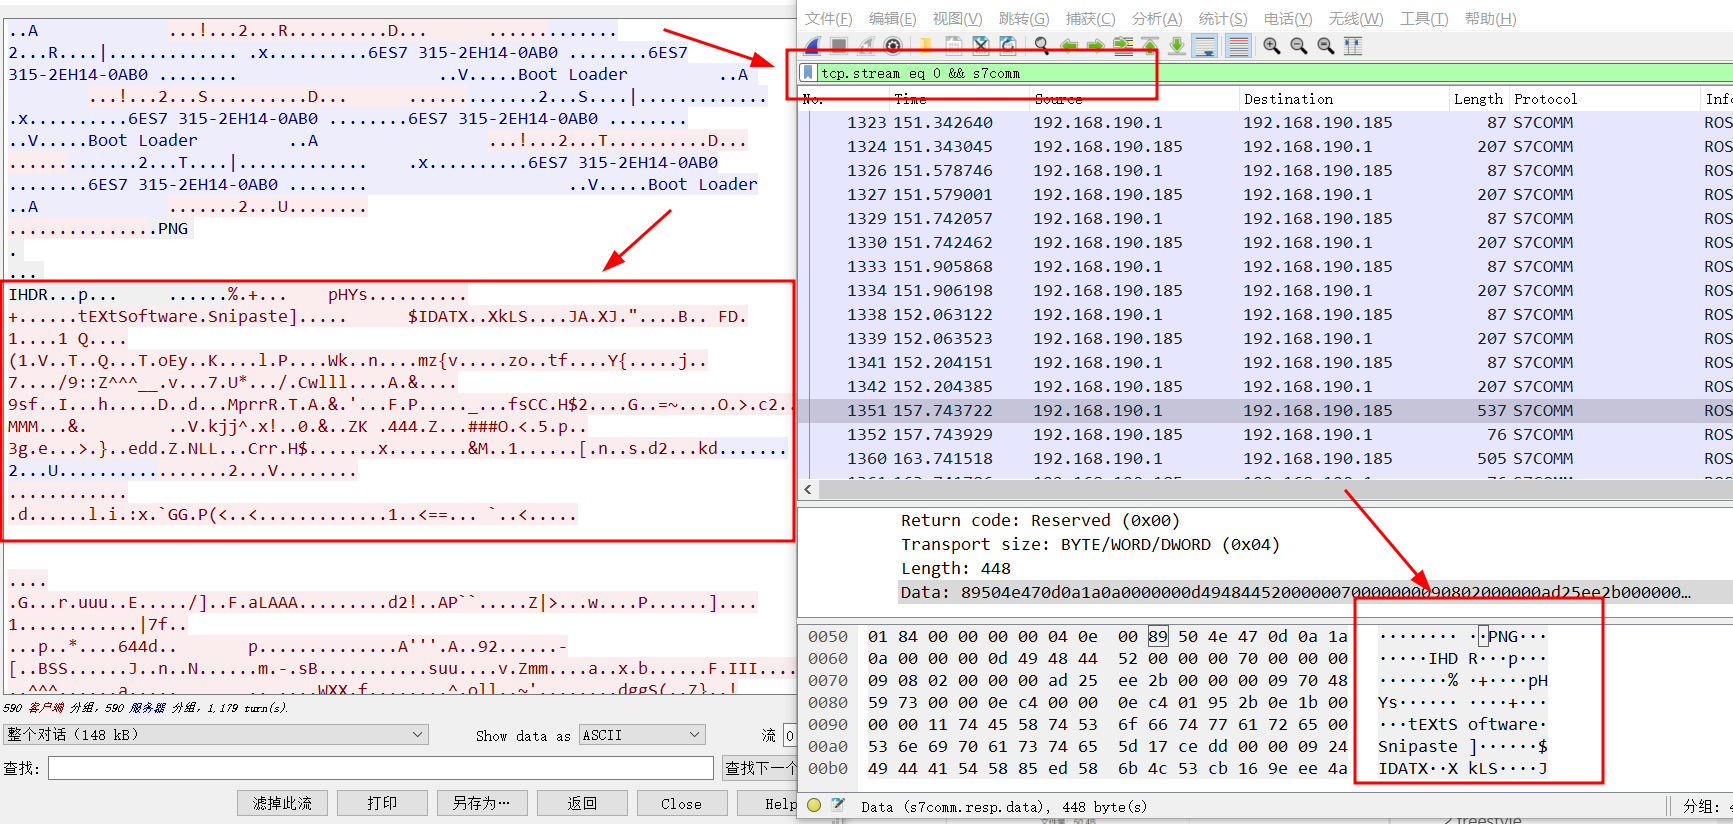 ..A               ...!...2...R..........D...       .............
2...R....|............. .x..........6ES7 315-2EH14-0AB0 ........6ES7
315-2EH14-0AB0 ........                     ..V.....Boot Loader          ..A
         ...!...2...S..........D...       .............2...S....|.............
.x..........6ES7 315-2EH14-0AB0 ........6ES7 315-2EH14-0AB0 ........
..V.....Boot Loader        ..A                  ...!...2...T..........D...
.............2...T....|..............    .x..........6ES7 315-2EH14-0AB0
........6ES7 315-2EH14-0AB0 ........                      ..V.....Boot Loader
..A              .......2...U.........
...............PNG
.
...
IHDR...p...      ......%.+...    pHYs..........
+......tEXtSoftware.Snipaste].....      $IDATX..XkLS....JA.XJ."....B.. FD.
1....1 Q....
(1.V..T..Q...T.oEy..K....l.P....Wk..n....mz{v.....zo..tf....Y{.....j..
7..../9::Z^^^__.v...7.U*.../.Cwlll....A.&....
9sf..I...h.....D..d...MprrR.T.A.&.'...F.P....._...fsCC.H$2....G..=~....O.>.c2..
MMM...&.         ..V.kjj^.x!..0.&..ZK .444.Z...###O.<.5.p..
3g.e...>.}..edd.Z.NLL...Crr.H$.......x........&M..1......[.n..s.d2...kd.......
2...U..................2...V........
............
.d......l.i.:x.`GG.P(<..<.............1..<==... `..<.....
....
.G...r.uuu..E...../]..F.aLAAA.........d2!..AP``.....Z|>...w....P......]....
1............|7f..
...p..*....644d..      p...............A'''.A..92......-
[..BSS......J..n..N......m.-.sB............suu....v.Zmm....a..x.b......F.III....
590 客户端 分组, 590 服务器 分组, 1,179 turn(s).
整个对话 (148 kB)
Show data as
ASCII
流 0
查找:
查找下一个
滤掉此流
打印
另存为…
返回
Close
Help
文件(F) 编辑(E) 视图(V) 跳转(G) 捕获(C) 分析(A) 统计(S) 电话(Y) 无线(W) 工具(T) 帮助(H)
tcp.stream eq 0 && s7comm
No. Time Source Destination Length Protocol Info
1323 151.342640 192.168.190.1 192.168.190.185 87 S7COMM ROS
1324 151.343045 192.168.190.185 192.168.190.1 207 S7COMM ROS
1326 151.578746 192.168.190.1 192.168.190.185 87 S7COMM ROS
1327 151.579001 192.168.190.185 192.168.190.1 207 S7COMM ROS
1329 151.742057 192.168.190.1 192.168.190.185 87 S7COMM ROS
1330 151.742462 192.168.190.185 192.168.190.1 207 S7COMM ROS
1333 151.905868 192.168.190.1 192.168.190.185 87 S7COMM ROS
1334 151.906198 192.168.190.185 192.168.190.1 207 S7COMM ROS
1338 152.063122 192.168.190.1 192.168.190.185 87 S7COMM ROS
1339 152.063523 192.168.190.185 192.168.190.1 207 S7COMM ROS
1341 152.204151 192.168.190.1 192.168.190.185 87 S7COMM ROS
1342 152.204385 192.168.190.185 192.168.190.1 207 S7COMM ROS
1351 157.743722 192.168.190.1 192.168.190.185 537 S7COMM ROS
1352 157.743929 192.168.190.185 192.168.190.1 76 S7COMM ROS
1360 163.741518 192.168.190.1 192.168.190.185 505 S7COMM ROS
Return code: Reserved (0x00)
Transport size: BYTE/WORD/DWORD (0x04)
Length: 448
Data: 89504e470d0a1a0a0000000d4948445200000070000000090802000000ad25ee2b000000…
0050 01 84 00 00 00 00 04 0e 00 89 50 4e 47 0d 0a 1a ········ ··PNG···
0060 0a 00 00 00 0d 49 48 44 52 00 00 00 70 00 00 00 ·····IHD R···p···
0070 09 08 02 00 00 00 ad 25 ee 2b 00 00 00 09 70 48 ·······% ·+····pH
0080 59 73 00 00 0e c4 00 00 0e c4 01 95 2b 0e 1b 00 Ys······ ····+···
0090 00 00 11 74 45 58 74 53 6f 66 74 77 61 72 65 00 ···tEXtS oftware·
00a0 53 6e 69 70 61 73 74 65 5d 17 ce dd 00 00 09 24 Snipaste ]······$
00b0 49 44 41 54 58 85 ed 58 6b 4c 53 cb 16 9e ee 4a IDATX··X kLS····J
Data (s7comm.resp.data), 448 byte(s)
分组: 4